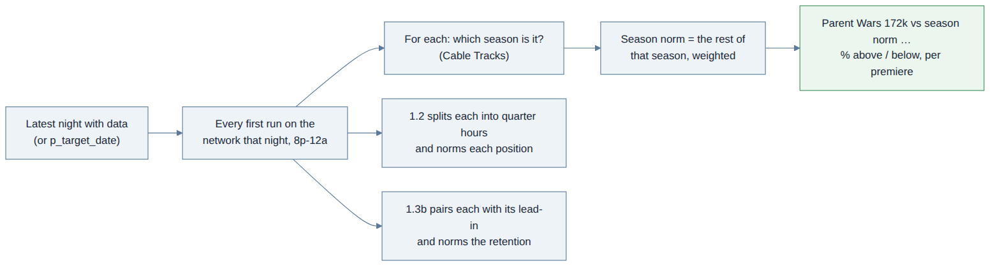 Latest night with data
(or p_target_date)
Every first run on the
network that night, 8p-12a
For each: which season is it?
(Cable Tracks)
Season norm = the rest of
that season, weighted
Parent Wars 172k vs season
norm …
% above / below, per
premiere
1.2 splits each into quarter
hours
and norms each position
1.3b pairs each with its lead-
in
and norms the retention